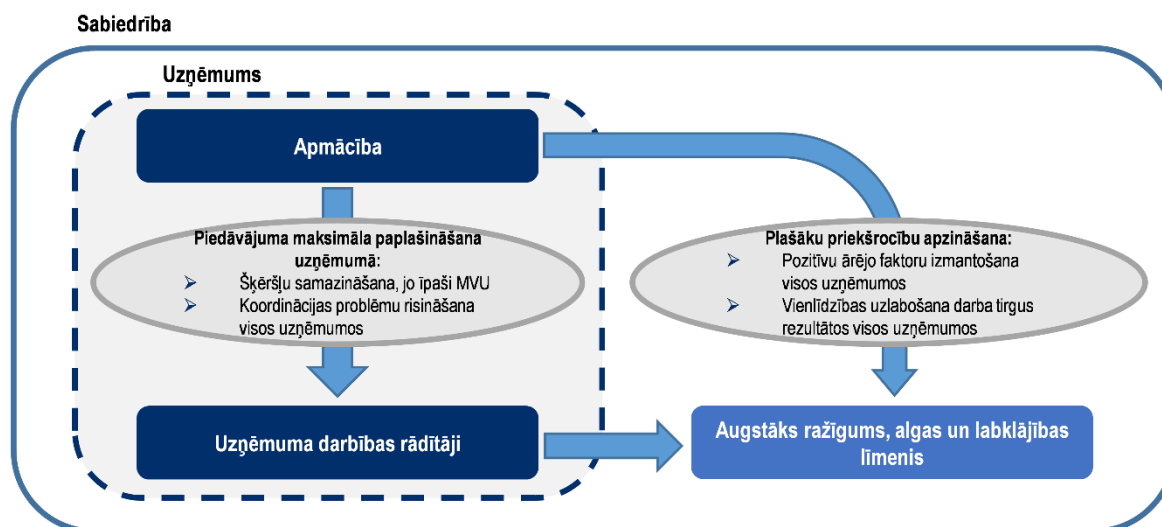 Sabiedrība
Uzņēmums
Apmācība
Piedāvājuma maksimāla paplašināšana
uzņēmumā:
➢ Šķēršļu samazināšana, jo īpaši MVU
➢ Koordinācijas problēmu risināšana
visos uzņēmumos
Plašāku priekšrocību apzināšana:
➢ Pozitīvu ārējo faktoru izmantošana
visos uzņēmumos
➢ Vienlīdzības uzlabošana darba tirgus
rezultātos visos uzņēmumos
Uzņēmuma darbības rādītāji
Augstāks ražīgums, algas un labklājības
līmenis